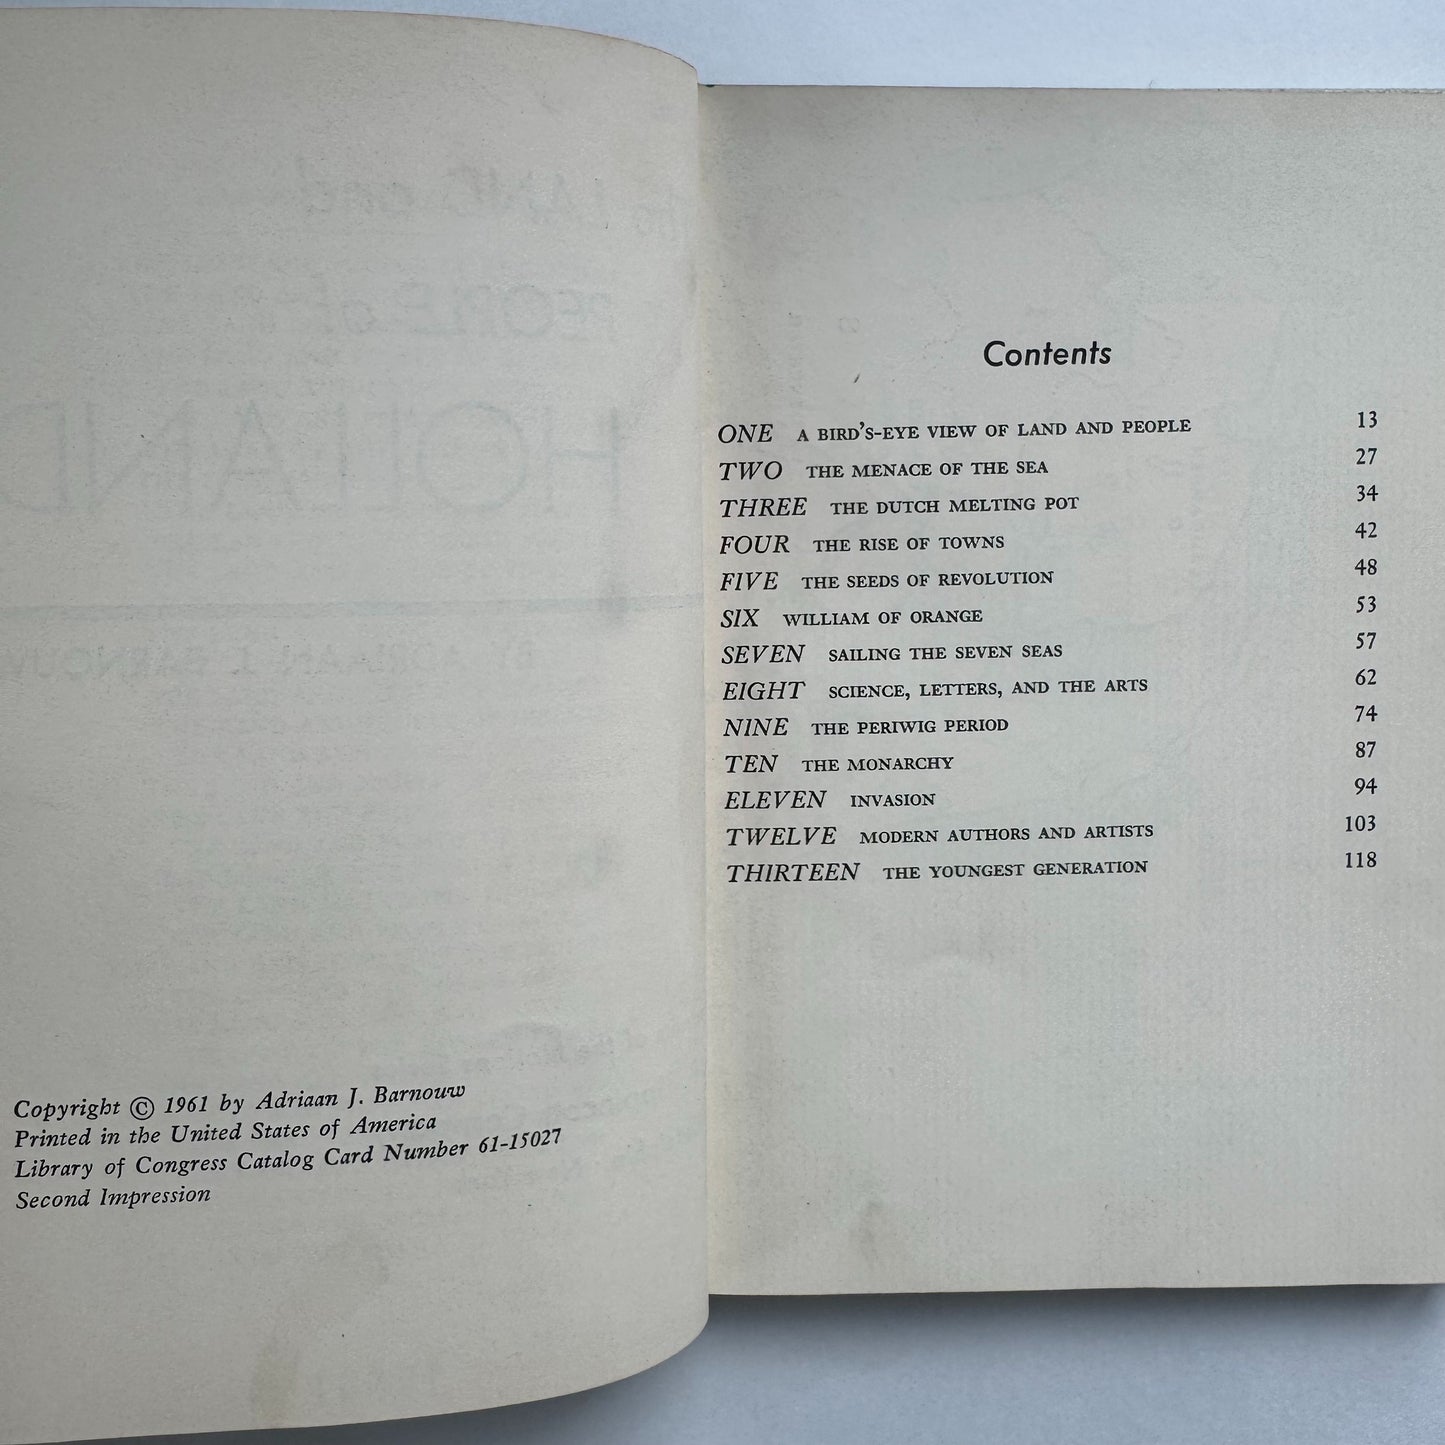 Copyright © 1961 by Adriaan J. Barnouw
Printed in the United States of America
Library of Congress Catalog Card Number 61-15027
Second Impression
Contents
ONE A BIRD'S-EYE VIEW OF LAND AND PEOPLE 13
TWO THE MENACE OF THE SEA 27
THREE THE DUTCH MELTING POT 34
FOUR THE RISE OF TOWNS 42
FIVE THE SEEDS OF REVOLUTION 48
SIX WILLIAM OF ORANGE 53
SEVEN SAILING THE SEVEN SEAS 57
EIGHT SCIENCE, LETTERS, AND THE ARTS 62
NINE THE PERIWIG PERIOD 74
TEN THE MONARCHY 87
ELEVEN INVASION 94
TWELVE MODERN AUTHORS AND ARTISTS 103
THIRTEEN THE YOUNGEST GENERATION 118